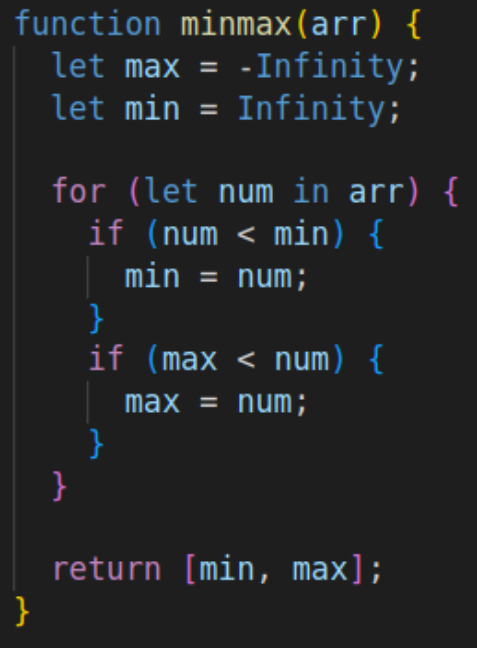 function minmax(arr) {
  let max = -Infinity;
  let min = Infinity;

  for (let num in arr) {
    if (num < min) {
      min = num;
    }
    if (max < num) {
      max = num;
    }
  }

  return [min, max];
}